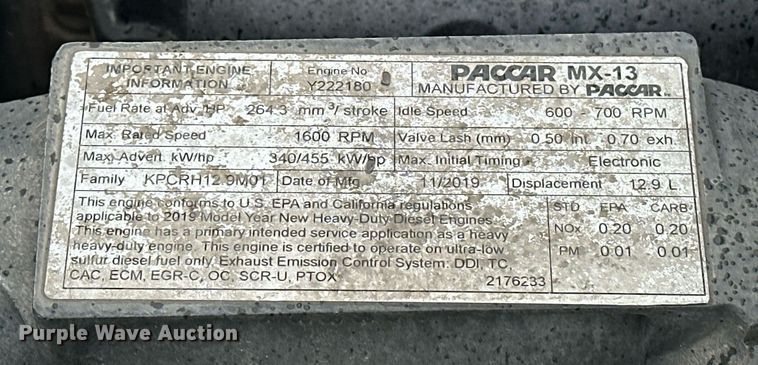 IMPORTANT ENGINE INFORMATION
Engine No. Y222180
PACCAR MX-13
MANUFACTURED BY PACCAR
Fuel Rate at Adv. HP 264.3 mm³/ stroke Idle Speed 600 - 700 RPM
Max. Rated Speed 1600 RPM Valve Lash (mm) 0.50 int. 0.70 exh.
Max. Advert. kW/hp 340/455 kW/hp Max. Initial Timing Electronic
Family KPCRH12.9M01 Date of Mfg. 11/2019 Displacement 12.9 L
This engine conforms to U.S. EPA and California regulations
applicable to 2019 Model Year New Heavy-Duty Diesel Engines.
This engine has a primary intended service application as a heavy
heavy-duty engine. This engine is certified to operate on ultra-low
sulfur diesel fuel only. Exhaust Emission Control System: DDI, TC,
CAC, ECM, EGR-C, OC, SCR-U, PTOX
2176233
STD EPA CARB
NOx 0.20 0.20
PM 0.01 0.01
Purple Wave Auction